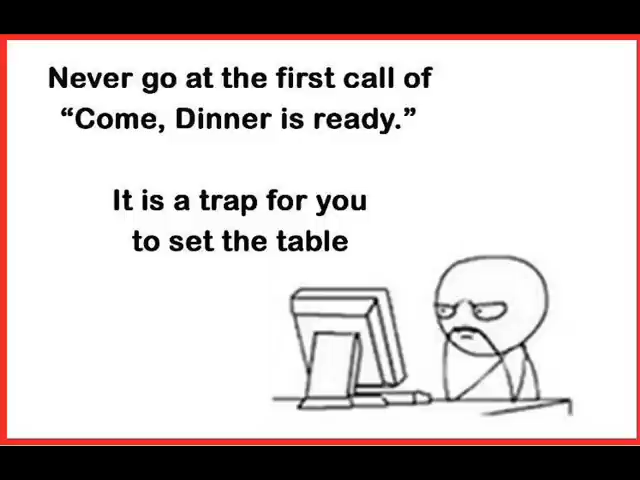 Never go at the first call of
“Come, Dinner is ready.”
It is a trap for you
to set the table